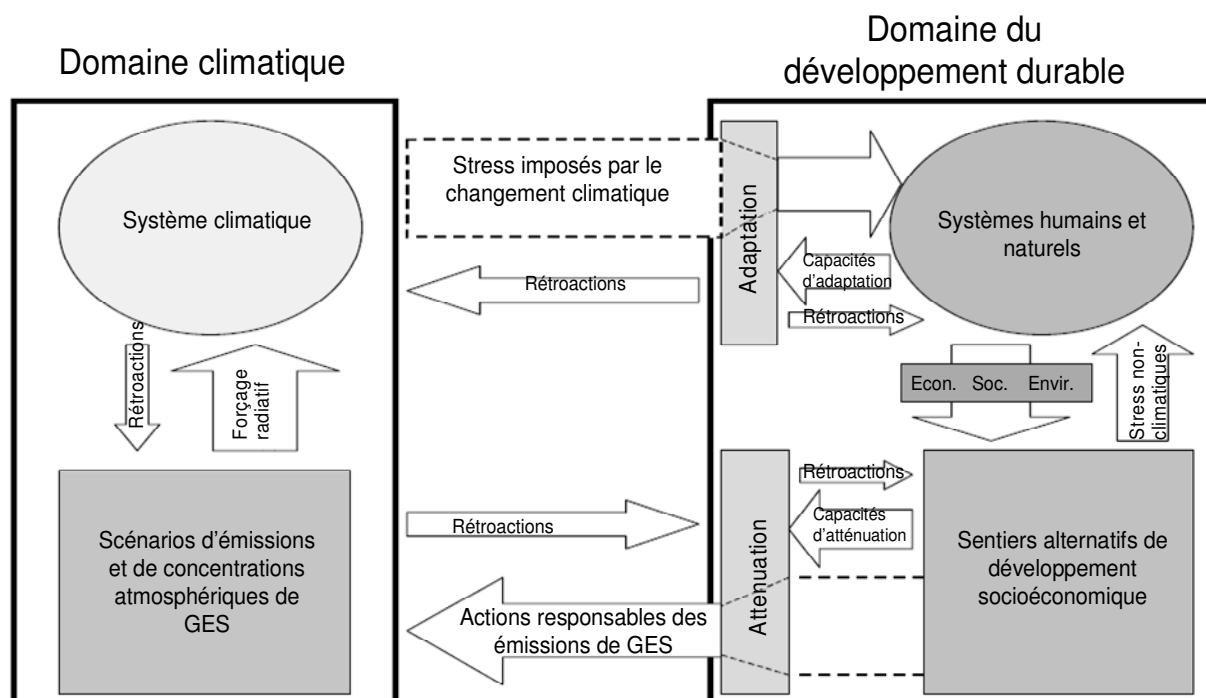 Domaine climatique
Domaine du
développement durable
Système climatique
Stress imposés par le
changement climatique
Adaptation
Systèmes humains et
naturels
Capacités
d'adaptation
Rétroactions
Rétroactions
Rétroactions
Forçage
radiatif
Econ. Soc. Envir.
Stress non-
climatiques
Scénarios d'émissions
et de concentrations
atmosphériques de
GES
Rétroactions
Actions responsables des
émissions de GES
Attenuation
Rétroactions
Capacités
d'atténuation
Sentiers alternatifs de
développement
socioéconomique